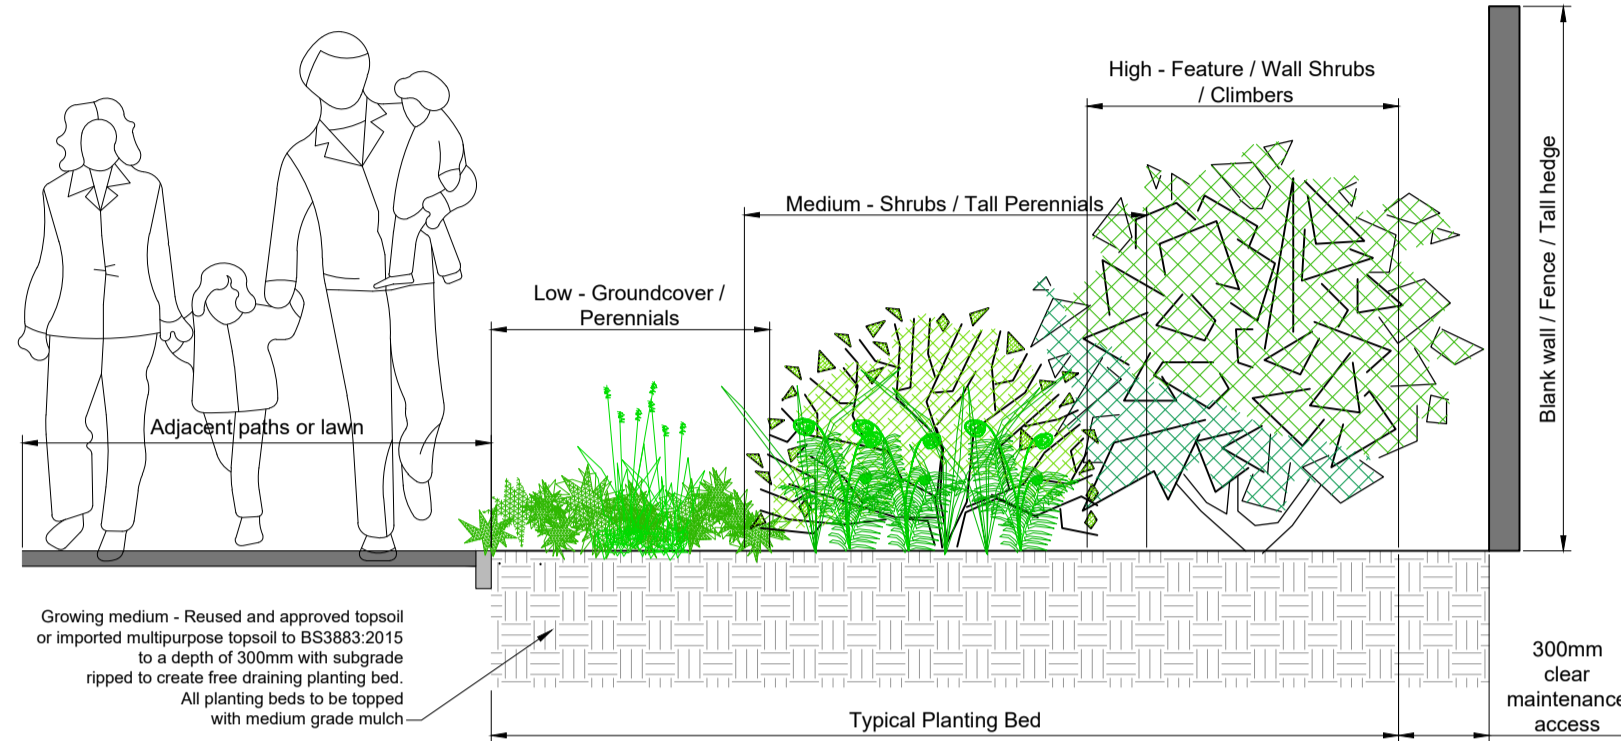 High - Feature / Wall Shrubs
/ Climbers
Medium - Shrubs / Tall Perennials
Low - Groundcover /
Perennials
Adjacent paths or lawn
Blank wall / Fence / Tall hedge
Growing medium - Reused and approved topsoil
or imported multipurpose topsoil to BS3883:2015
to a depth of 300mm with subgrade
ripped to create free draining planting bed.
All planting beds to be topped
with medium grade mulch
Typical Planting Bed
300mm
clear
maintenance
access